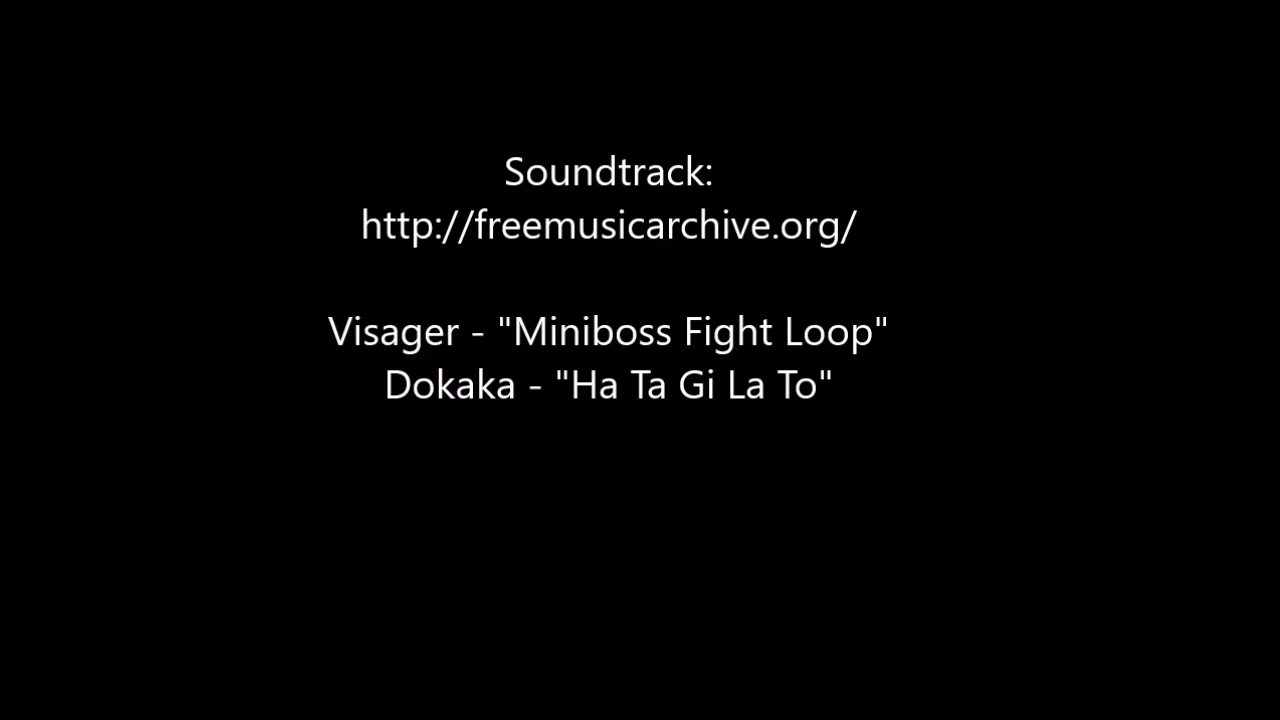 Soundtrack:
http://freemusicarchive.org/
Visager - "Miniboss Fight Loop"
Dokaka - "Ha Ta Gi La To"